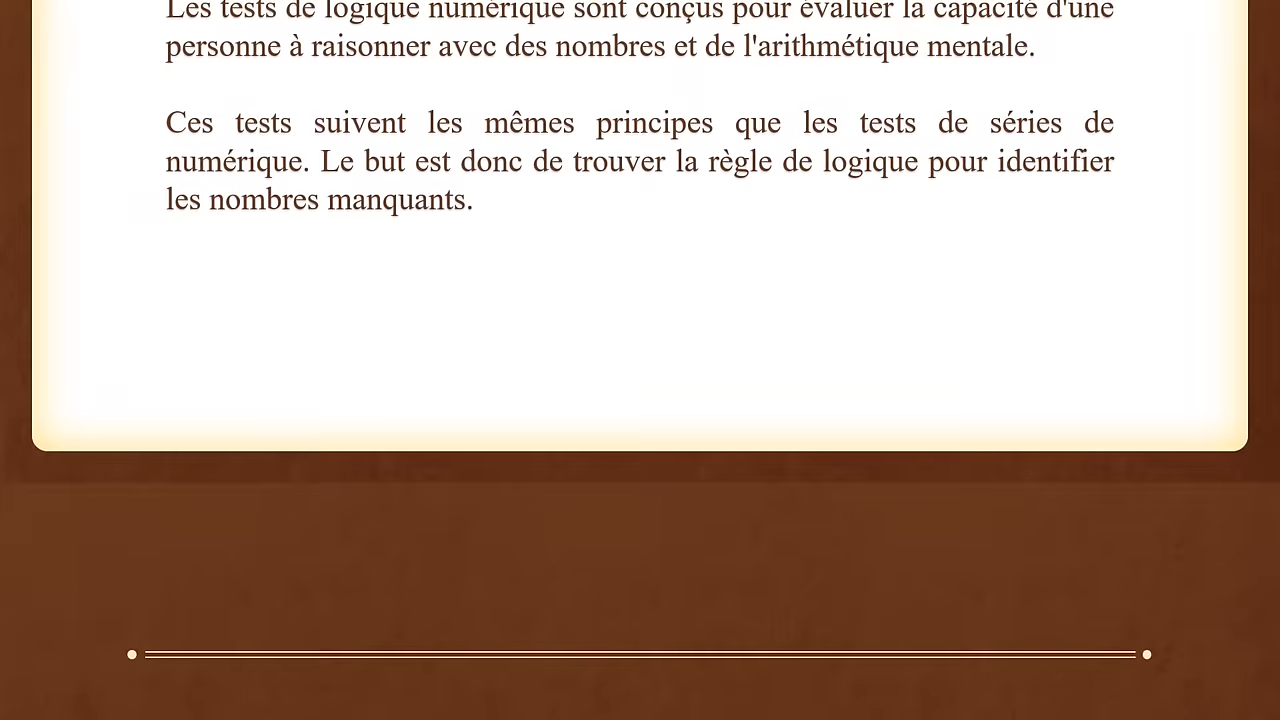 Les tests de logique numérique sont conçus pour évaluer la capacité d'une
personne à raisonner avec des nombres et de l'arithmétique mentale.
Ces tests suivent les mêmes principes que les tests de séries de
numérique. Le but est donc de trouver la règle de logique pour identifier
les nombres manquants.